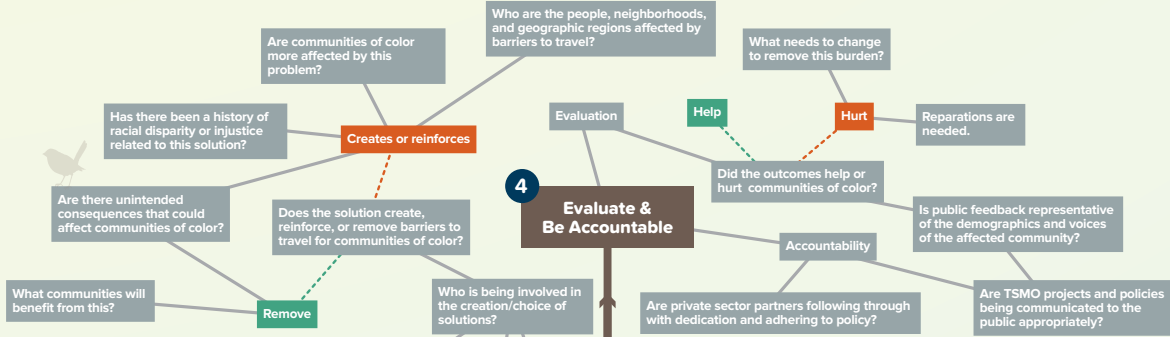 Who are the people, neighborhoods,
and geographic regions affected by
barriers to travel?
Are communities of color
more affected by this
problem?
What needs to change
to remove this burden?
Has there been a history of
racial disparity or injustice
related to this solution?
Creates or reinforces
Evaluation
Help
Hurt
Reparations are
needed.
Did the outcomes help or
hurt communities of color?
4
Evaluate &
Be Accountable
Are there unintended
consequences that could
affect communities of color?
Does the solution create,
reinforce, or remove barriers to
travel for communities of color?
Is public feedback representative
of the demographics and voices
of the affected community?
Accountability
What communities will
benefit from this?
Remove
Who is being involved in
the creation/choice of
solutions?
Are private sector partners following through
with dedication and adhering to policy?
Are TSMO projects and policies
being communicated to the
public appropriately?